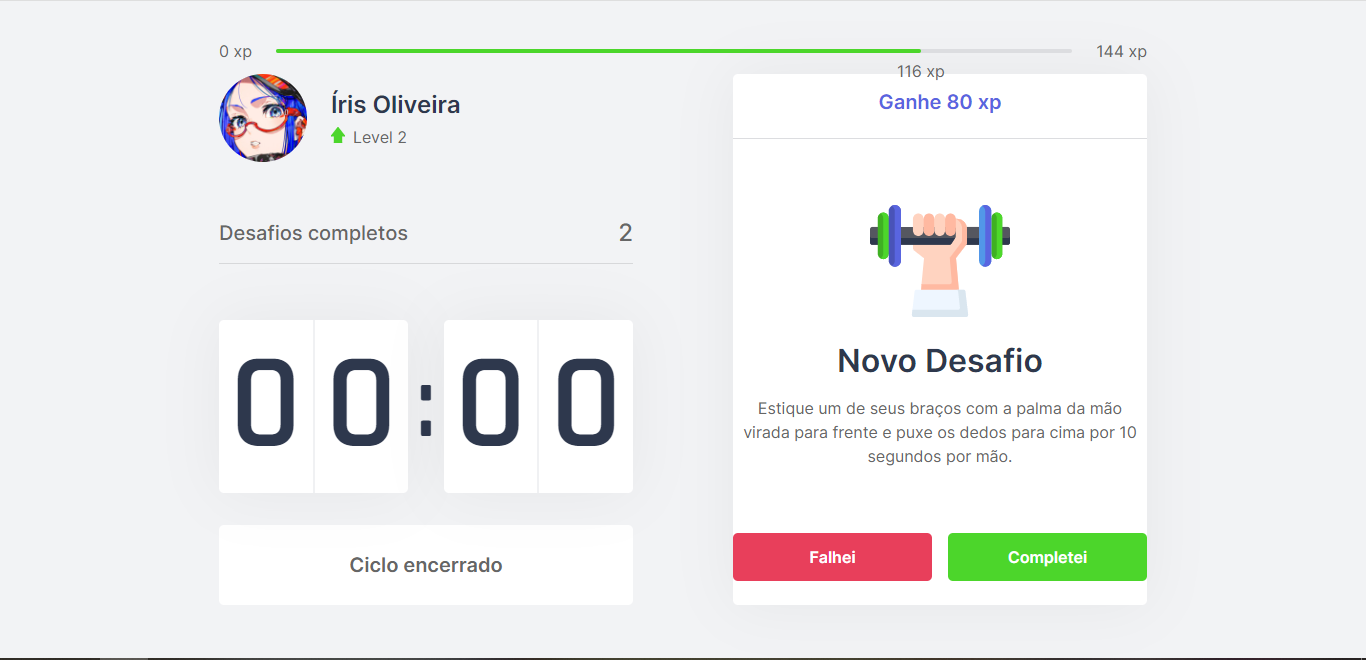 0 xp
144 xp
116 xp
Íris Oliveira
Level 2
Desafios completos
2
00:00
Ciclo encerrado
Ganhe 80 xp
Novo Desafio
Estique um de seus braços com a palma da mão
virada para frente e puxe os dedos para cima por 10
segundos por mão.
Falhei
Completei